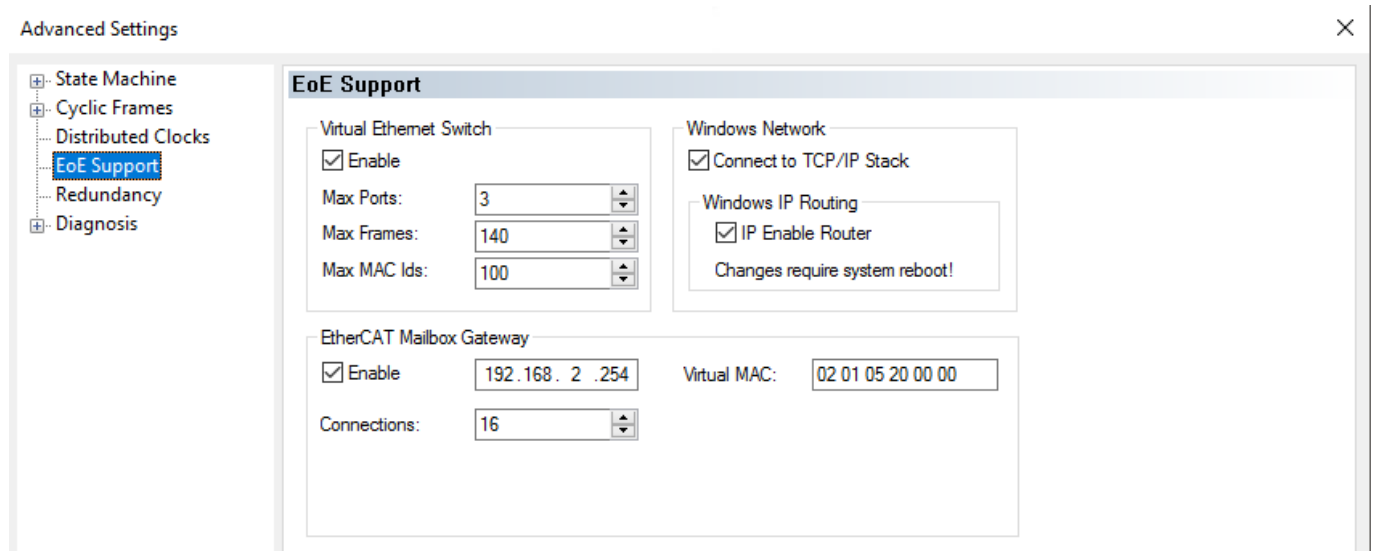 Advanced Settings
State Machine
Cyclic Frames
Distributed Clocks
EoE Support
Redundancy
Diagnosis
EoE Support
Virtual Ethernet Switch
Enable
Max Ports: 3
Max Frames: 140
Max MAC Ids: 100
Windows Network
Connect to TCP/IP Stack
Windows IP Routing
IP Enable Router
Changes require system reboot!
EtherCAT Mailbox Gateway
Enable 192.168. 2 .254 Virtual MAC: 02 01 05 20 00 00
Connections: 16